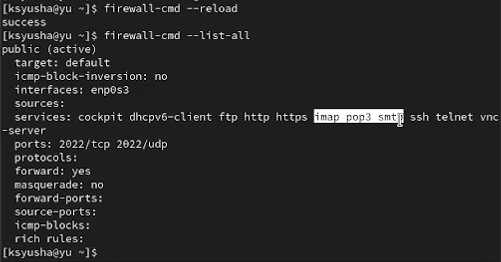 [ksyusha@yu ~]$ firewall-cmd --reload
success
[ksyusha@yu ~]$ firewall-cmd --list-all
public (active)
target: default
icmp-block-inversion: no
interfaces: enp0s3
sources:
services: cockpit dhcpv6-client ftp http https imap pop3 smtp ssh telnet vnc
-server
ports: 2022/tcp 2022/udp
protocols:
forward: yes
masquerade: no
forward-ports:
source-ports:
icmp-blocks:
rich rules:
[ksyusha@yu ~]$